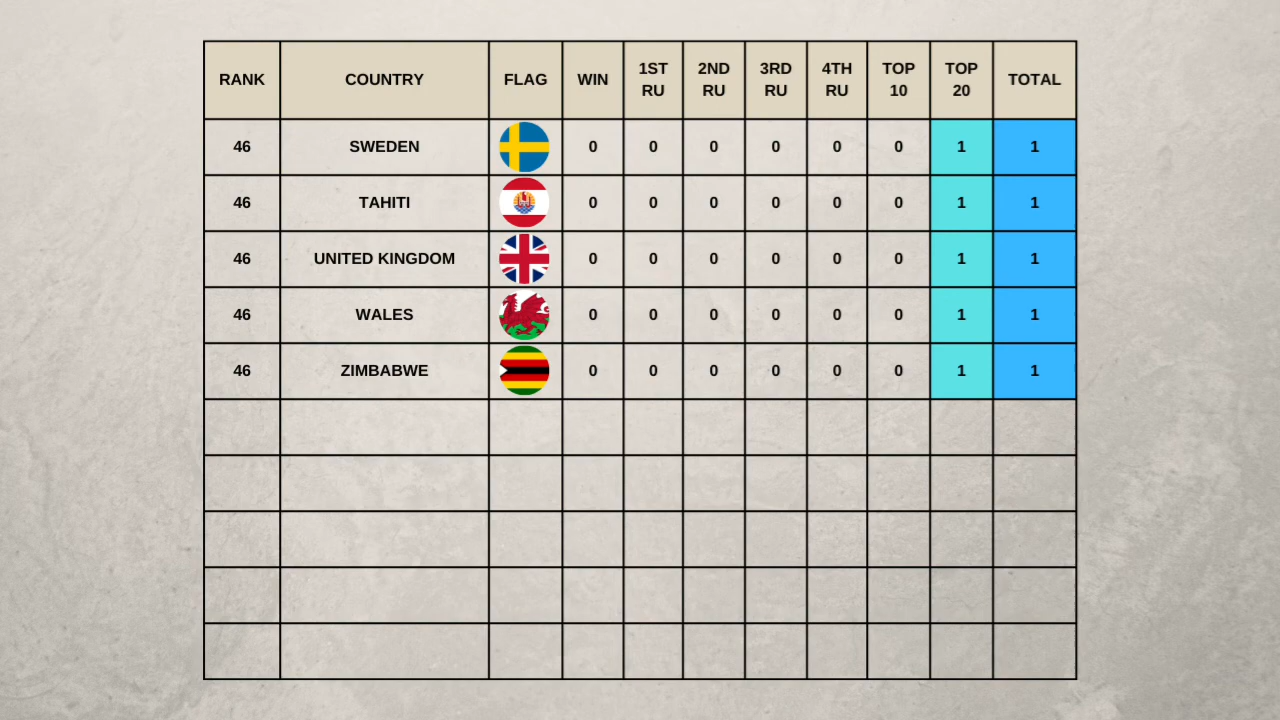 RANK COUNTRY FLAG WIN 1ST RU 2ND RU 3RD RU 4TH RU TOP 10 TOP 20 TOTAL
46 SWEDEN 0 0 0 0 0 0 1 1
46 TAHITI 0 0 0 0 0 0 1 1
46 UNITED KINGDOM 0 0 0 0 0 0 1 1
46 WALES 0 0 0 0 0 0 1 1
46 ZIMBABWE 0 0 0 0 0 0 1 1